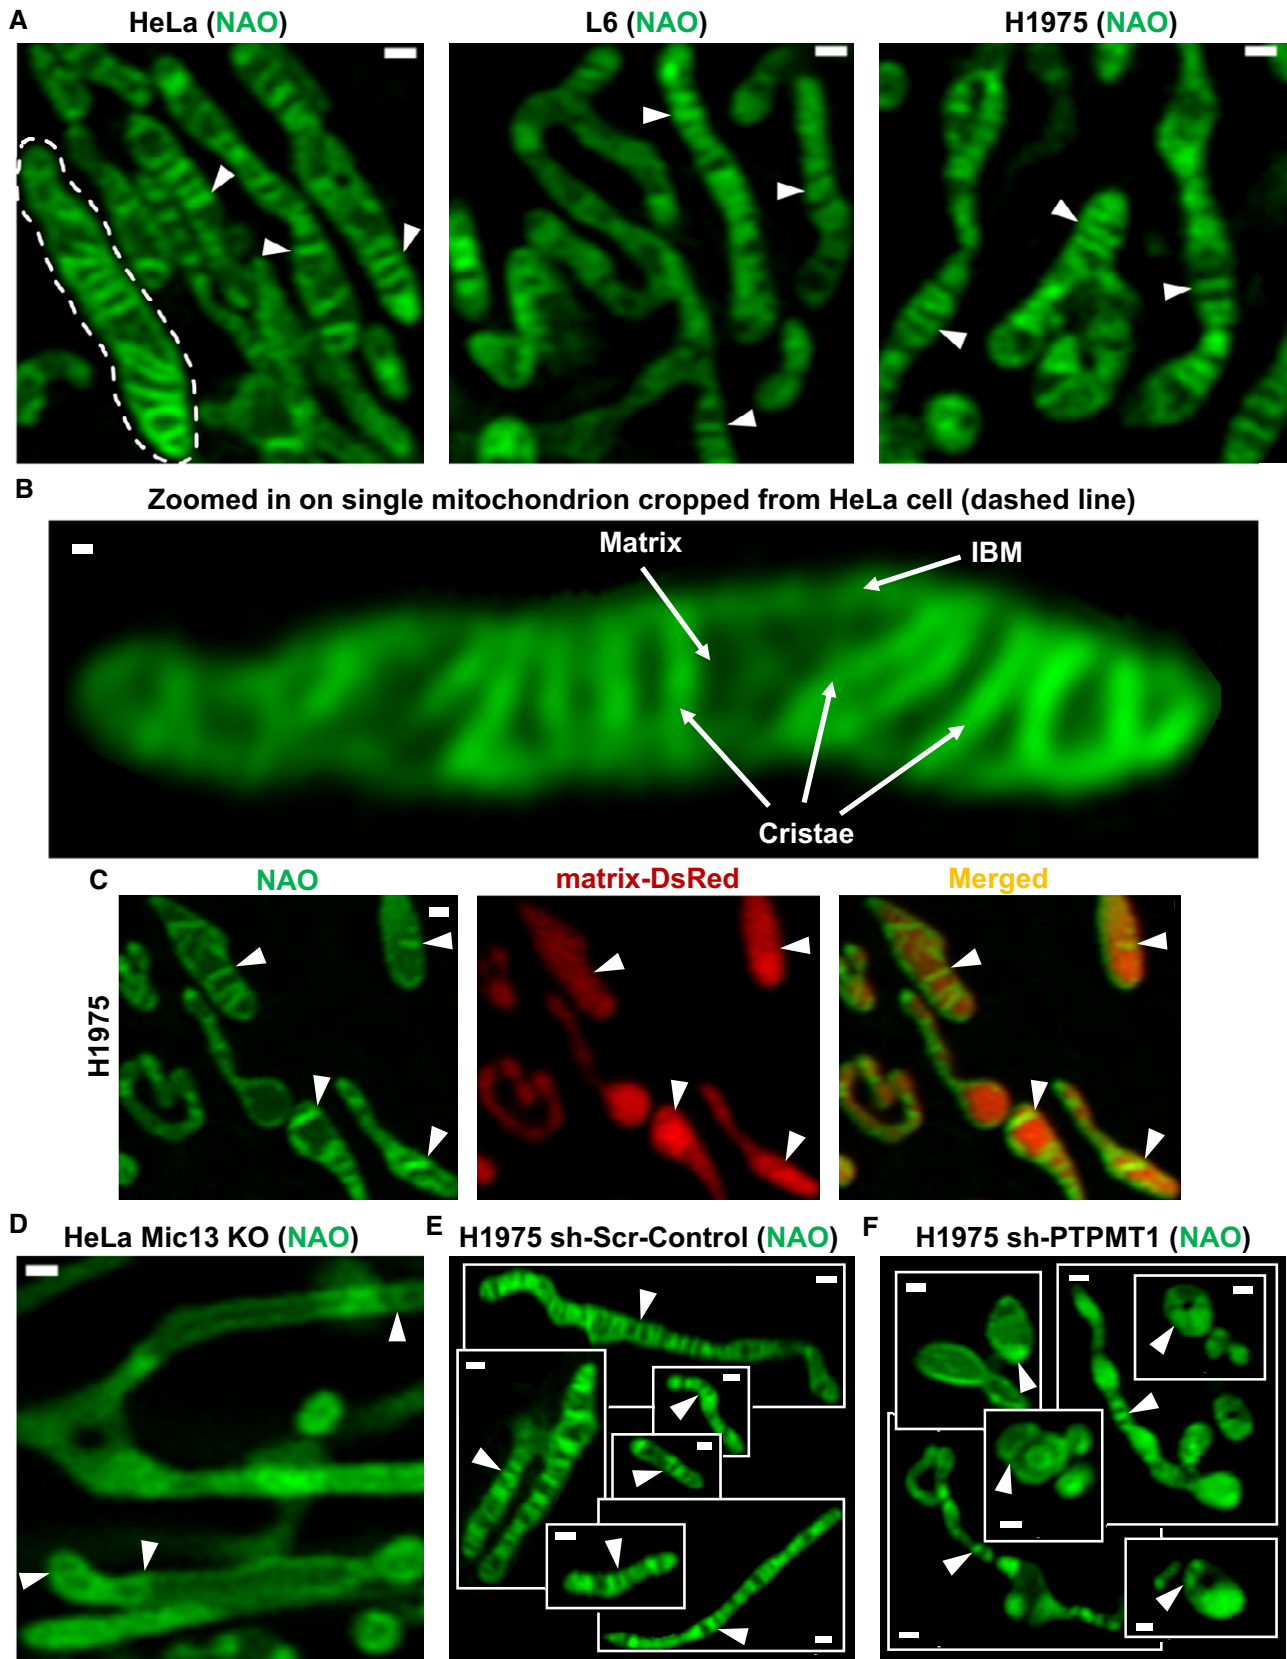 A
HeLa (NAO)
L6 (NAO)
H1975 (NAO)
B
Zoomed in on single mitochondrion cropped from HeLa cell (dashed line)
Matrix
IBM
Cristae
C
NAO
matrix-DsRed
Merged
H1975
D
HeLa Mic13 KO (NAO)
E
H1975 sh-Scr-Control (NAO)
F
H1975 sh-PTPMT1 (NAO)